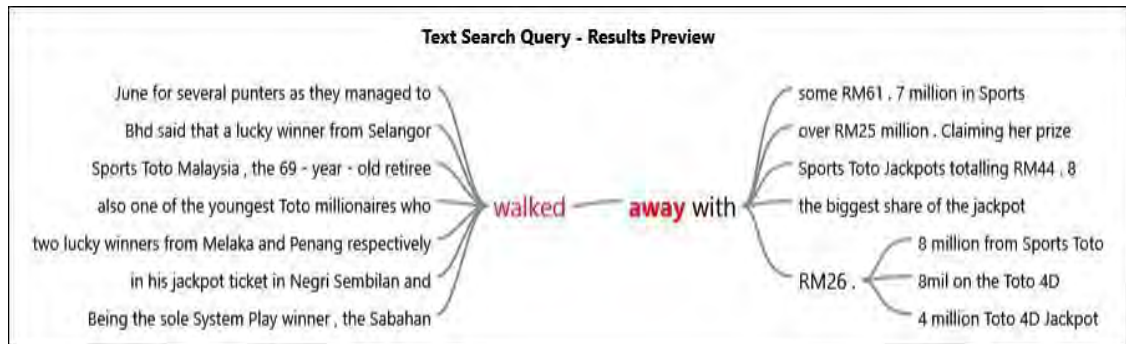 Text Search Query - Results Preview
June for several punters as they managed to
Bhd said that a lucky winner from Selangor
Sports Toto Malaysia , the 69 - year - old retiree
also one of the youngest Toto millionaires who
two lucky winners from Melaka and Penang respectively
in his jackpot ticket in Negri Sembilan and
Being the sole System Play winner , the Sabahan
walked away with
some RM61 . 7 million in Sports
over RM25 million . Claiming her prize
Sports Toto Jackpots totalling RM44 . 8
the biggest share of the jackpot
RM26 .
8 million from Sports Toto
8mil on the Toto 4D
4 million Toto 4D Jackpot